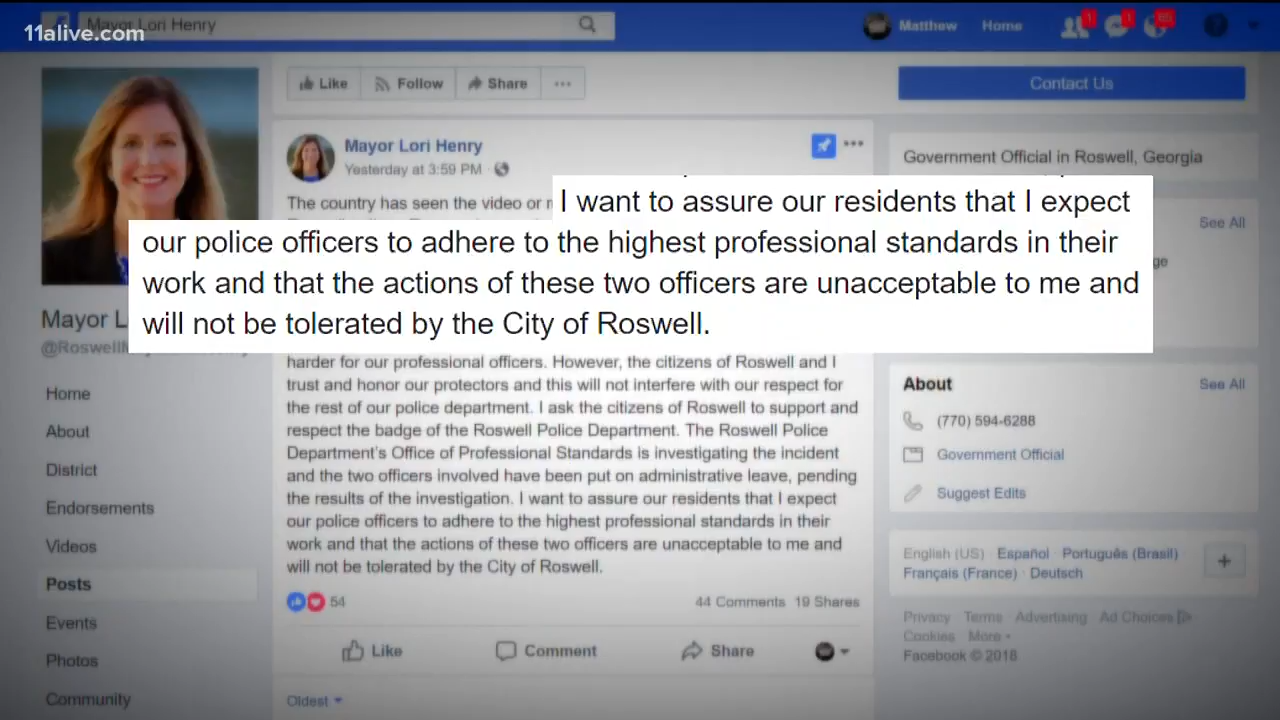 11alive.com
Mayor Lori Henry
Matthew
Home
1
1
65
Like
Follow
Share
Contact Us
Mayor Lori Henry
Yesterday at 3:59 PM
Government Official in Roswell, Georgia
The country has seen the video or
I want to assure our residents that I expect
our police officers to adhere to the highest professional standards in their
work and that the actions of these two officers are unacceptable to me and
will not be tolerated by the City of Roswell.
See All
Mayor
harder for our professional officers. However, the citizens of Roswell and I
trust and honor our protectors and this will not interfere with our respect for
the rest of our police department. I ask the citizens of Roswell to support and
respect the badge of the Roswell Police Department. The Roswell Police
Department's Office of Professional Standards is investigating the incident
and the two officers involved have been put on administrative leave, pending
the results of the investigation. I want to assure our residents that I expect
our police officers to adhere to the highest professional standards in their
work and that the actions of these two officers are unacceptable to me and
will not be tolerated by the City of Roswell.
54
44 Comments 19 Shares
Like
Comment
Share
Oldest
Home
About
District
Endorsements
Videos
Posts
Events
Photos
Community
About
See All
(770) 594-6288
Government Official
Suggest Edits
English (US) · Español · Português (Brasil) ·
Français (France) · Deutsch
+
Privacy · Terms · Advertising · Ad Choices
Cookies · More
Facebook © 2018